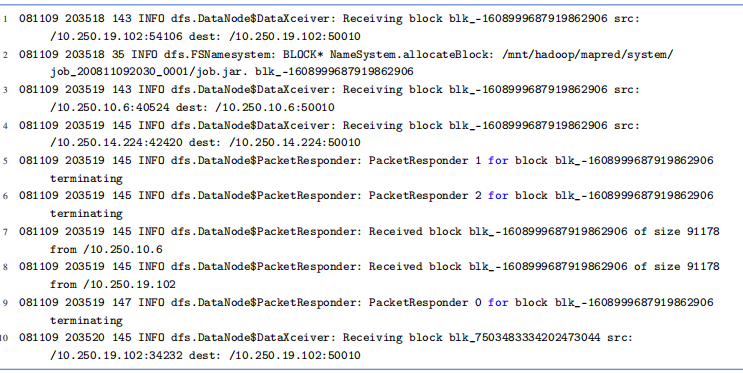 1 081109 203518 143 INFO dfs.DataNode$DataXceiver: Receiving block blk_-1608999687919862906 src:
/10.250.19.102:54106 dest: /10.250.19.102:50010
2 081109 203518 35 INFO dfs.FSNamesystem: BLOCK* NameSystem.allocateBlock: /mnt/hadoop/mapred/system/
job_200811092030_0001/job.jar. blk_-1608999687919862906
3 081109 203519 143 INFO dfs.DataNode$DataXceiver: Receiving block blk_-1608999687919862906 src:
/10.250.10.6:40524 dest: /10.250.10.6:50010
4 081109 203519 145 INFO dfs.DataNode$DataXceiver: Receiving block blk_-1608999687919862906 src:
/10.250.14.224:42420 dest: /10.250.14.224:50010
5 081109 203519 145 INFO dfs.DataNode$PacketResponder: PacketResponder 1 for block blk_-1608999687919862906
terminating
6 081109 203519 145 INFO dfs.DataNode$PacketResponder: PacketResponder 2 for block blk_-1608999687919862906
terminating
7 081109 203519 145 INFO dfs.DataNode$PacketResponder: Received block blk_-1608999687919862906 of size 91178
from /10.250.10.6
8 081109 203519 145 INFO dfs.DataNode$PacketResponder: Received block blk_-1608999687919862906 of size 91178
from /10.250.19.102
9 081109 203519 147 INFO dfs.DataNode$PacketResponder: PacketResponder 0 for block blk_-1608999687919862906
terminating
10 081109 203520 145 INFO dfs.DataNode$DataXceiver: Receiving block blk_7503483334202473044 src:
/10.250.19.102:34232 dest: /10.250.19.102:50010